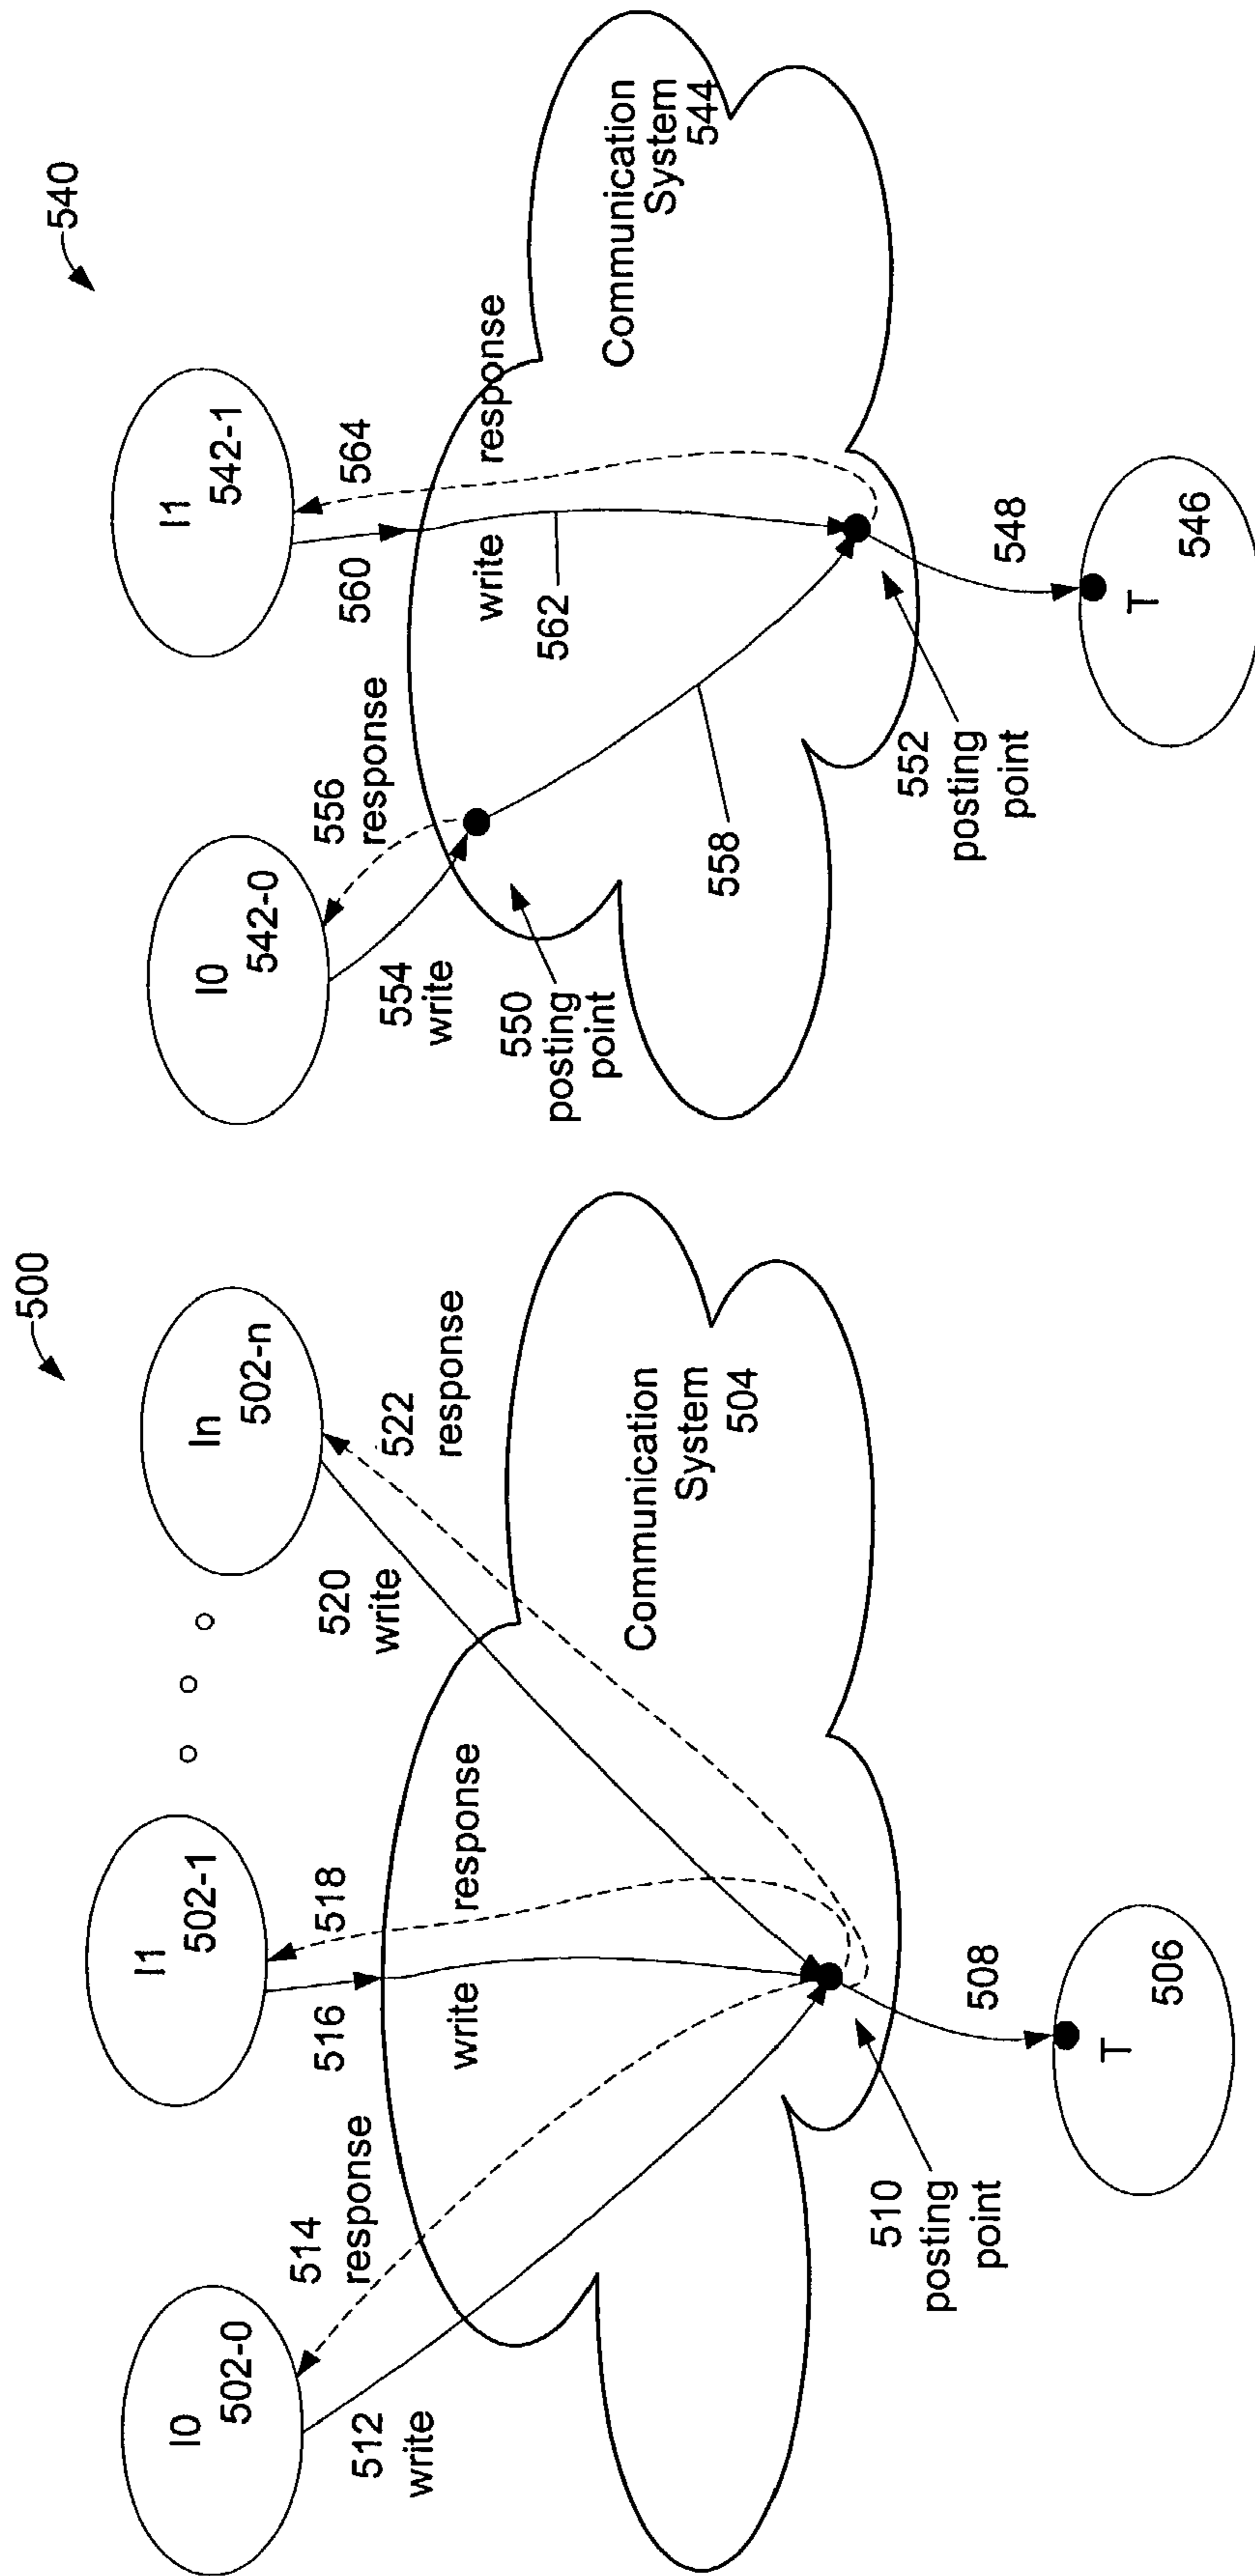 500
I0
502-0
I1
502-1
In
502-n
512
write
514
response
516
518
write
response
520
write
522
response
Communication
System
504
510
posting
point
508
T
506
540
I0
542-0
I1
542-1
554
write
556
response
560
564
write
response
562
550
posting
point
Communication
System
544
558
552
posting
point
548
T
546